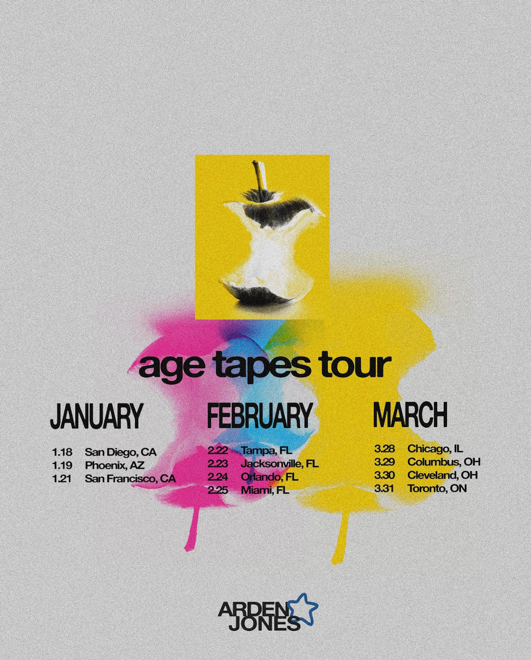 age tapes tour
JANUARY
1.18 San Diego, CA
1.19 Phoenix, AZ
1.21 San Francisco, CA
FEBRUARY
2.22 Tampa, FL
2.23 Jacksonville, FL
2.24 Orlando, FL
2.25 Miami, FL
MARCH
3.28 Chicago, IL
3.29 Columbus, OH
3.30 Cleveland, OH
3.31 Toronto, ON
ARDEN
JONES